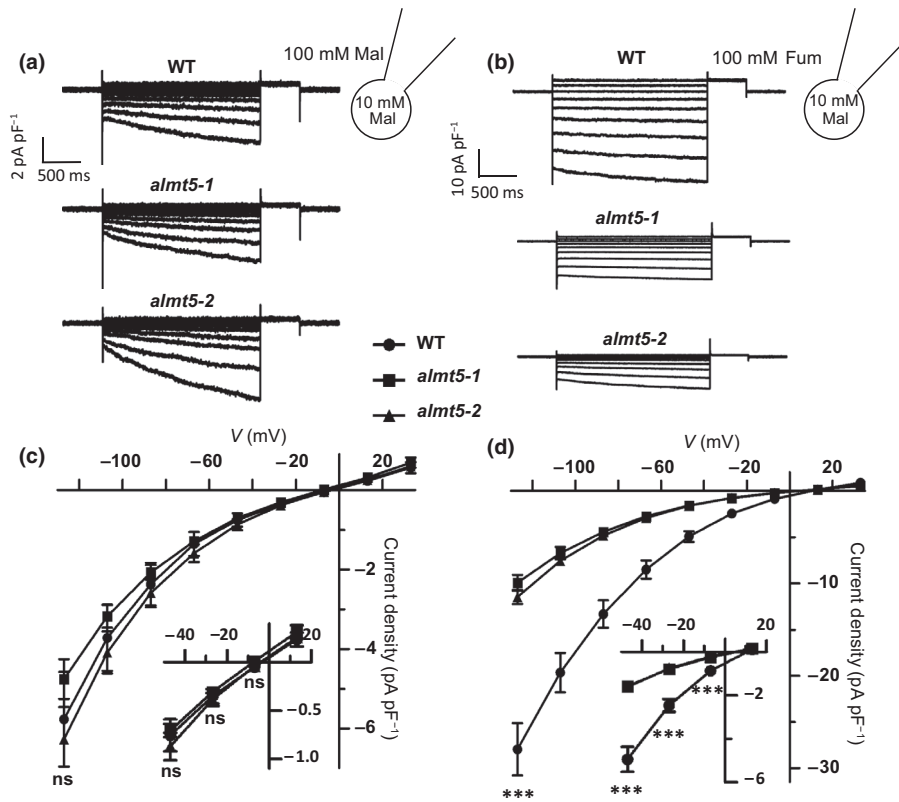 (a)
WT
100 mM Mal
10 mM
Mal
2 pA pF⁻¹
500 ms
almt5-1
almt5-2
(b)
WT
100 mM Fum
10 mM
Mal
10 pA pF⁻¹
500 ms
almt5-1
almt5-2
WT
almt5-1
almt5-2
(c)
V (mV)
−100
−60
−20
20
−2
−4
−6
Current density (pA pF⁻¹)
−40
−20
20
−0.5
−1.0
ns
ns
ns
ns
(d)
V (mV)
−100
−60
−20
20
−10
−20
−30
Current density (pA pF⁻¹)
−40
−20
20
−2
−6
***
***
***
***